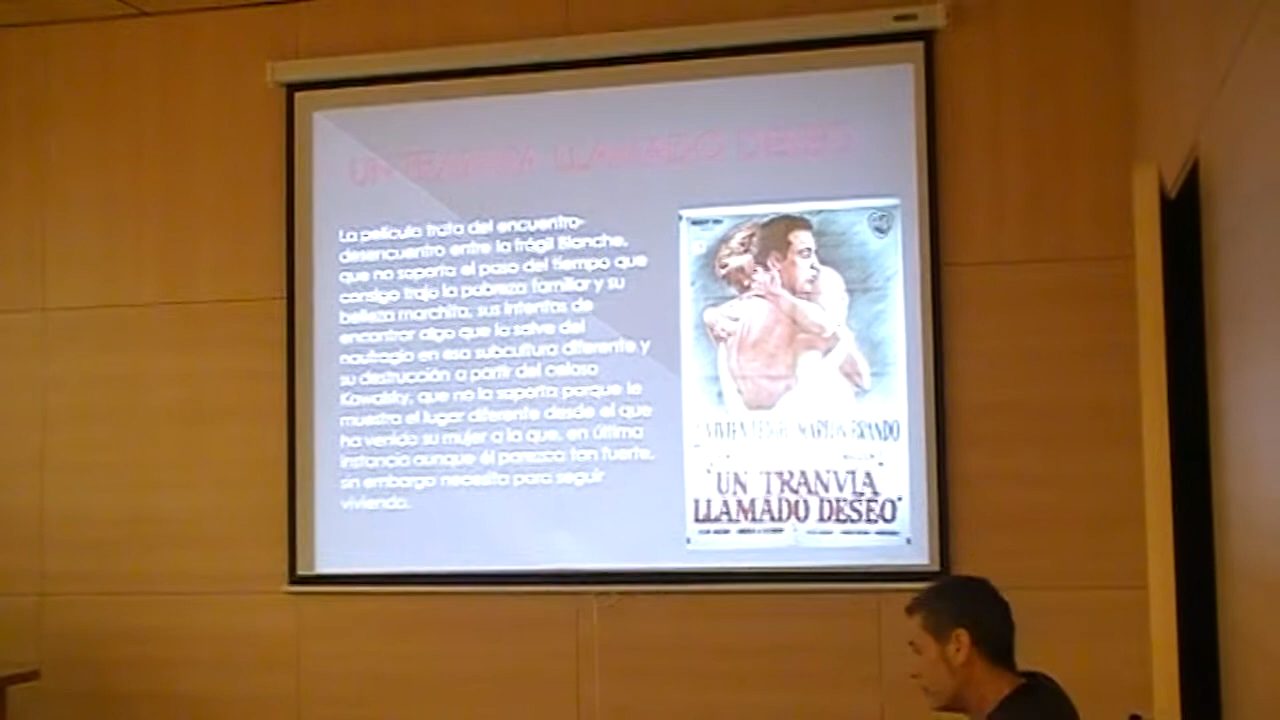 UN TRANVIA LLAMADO DESEO
La película trata del encuentro-
desencuentro entre la frágil Blanche,
que no soporta el paso del tiempo que
consigo trajo la pobreza familiar y su
belleza marchita, sus intentos de
encontrar algo que la salve del
naufragio en esa subcultura diferente y
su destrucción a partir del celoso
Kowalsky, que no la soporta porque le
muestra el lugar diferente desde el que
ha venido su mujer a la que, en última
instancia aunque él parezca tan fuerte,
sin embargo necesita para seguir
viviendo.
VIVIEN LEIGH MARLON BRANDO
"UN TRANVIA
LLAMADO DESEO"